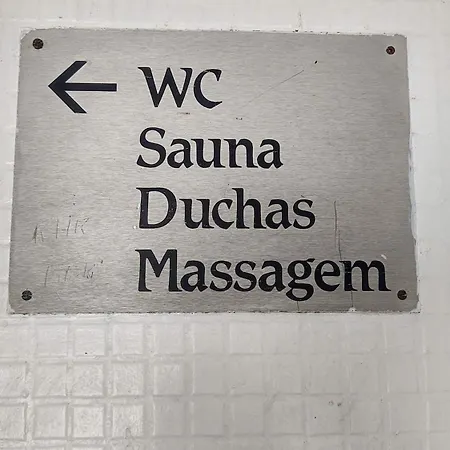 ← WC
Sauna
Duchas
Massagem